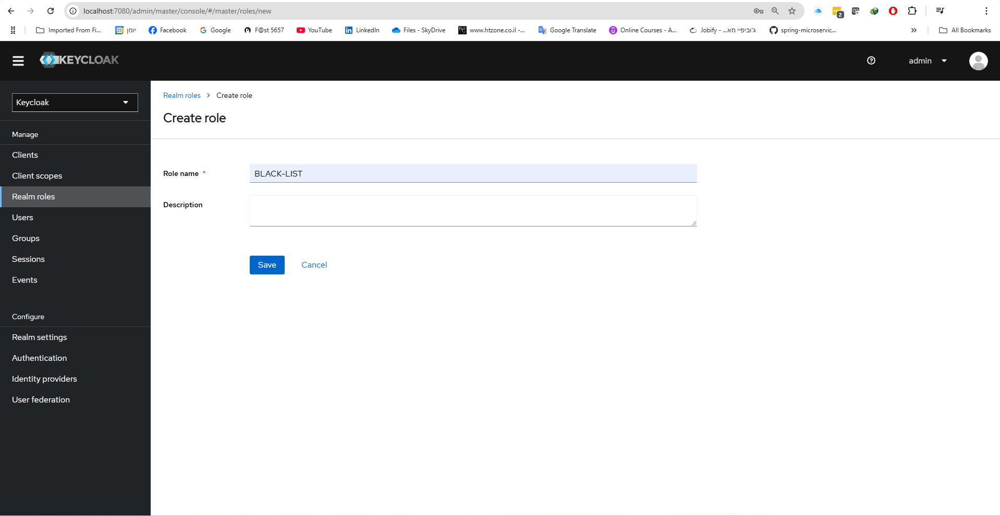 localhost:7080/admin/master/console/#/master/roles/new
2
Imported From Fi...
23
יומן
Facebook
Google
F@st 5657
YouTube
LinkedIn
Files - SkyDrive
www.htzone.co.il -...
Google Translate
Online Courses - A...
Jobify - ...ג'וביפיי מא
spring-microservic...
All Bookmarks
KEYCLOAK
admin
Keycloak
Manage
Clients
Client scopes
Realm roles
Users
Groups
Sessions
Events
Configure
Realm settings
Authentication
Identity providers
User federation
Realm roles > Create role
Create role
Role name *
BLACK-LIST
Description
Save
Cancel